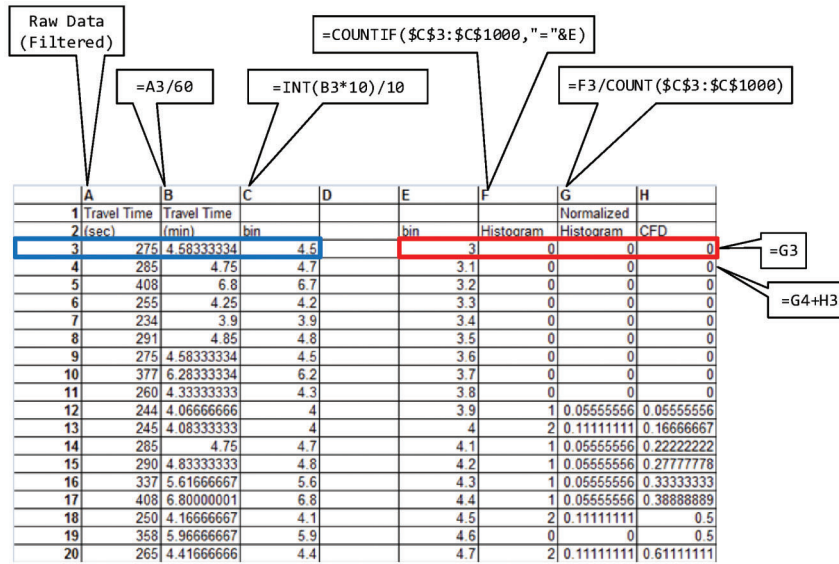 Raw Data
(Filtered)
=A3/60
=INT(B3*10)/10
=COUNTIF($C$3:$C$1000,"="&E)
=F3/COUNT($C$3:$C$1000)
A B C D E F G H
1 Travel Time Travel Time Normalized
2 (sec) (min) bin bin Histogram Histogram CFD
3 275 4.58333334 4.5 3 0 0 0
=G3
4 285 4.75 4.7 3.1 0 0 0
=G4+H3
5 408 6.8 6.7 3.2 0 0 0
6 255 4.25 4.2 3.3 0 0 0
7 234 3.9 3.9 3.4 0 0 0
8 291 4.85 4.8 3.5 0 0 0
9 275 4.58333334 4.5 3.6 0 0 0
10 377 6.28333334 6.2 3.7 0 0 0
11 260 4.33333333 4.3 3.8 0 0 0
12 244 4.06666666 4 3.9 1 0.05555556 0.05555556
13 245 4.08333333 4 4 2 0.11111111 0.16666667
14 285 4.75 4.7 4.1 1 0.05555556 0.22222222
15 290 4.83333333 4.8 4.2 1 0.05555556 0.27777778
16 337 5.61666667 5.6 4.3 1 0.05555556 0.33333333
17 408 6.80000001 6.8 4.4 1 0.05555556 0.38888889
18 250 4.16666667 4.1 4.5 2 0.11111111 0.5
19 358 5.96666667 5.9 4.6 0 0 0.5
20 265 4.41666666 4.4 4.7 2 0.11111111 0.61111111